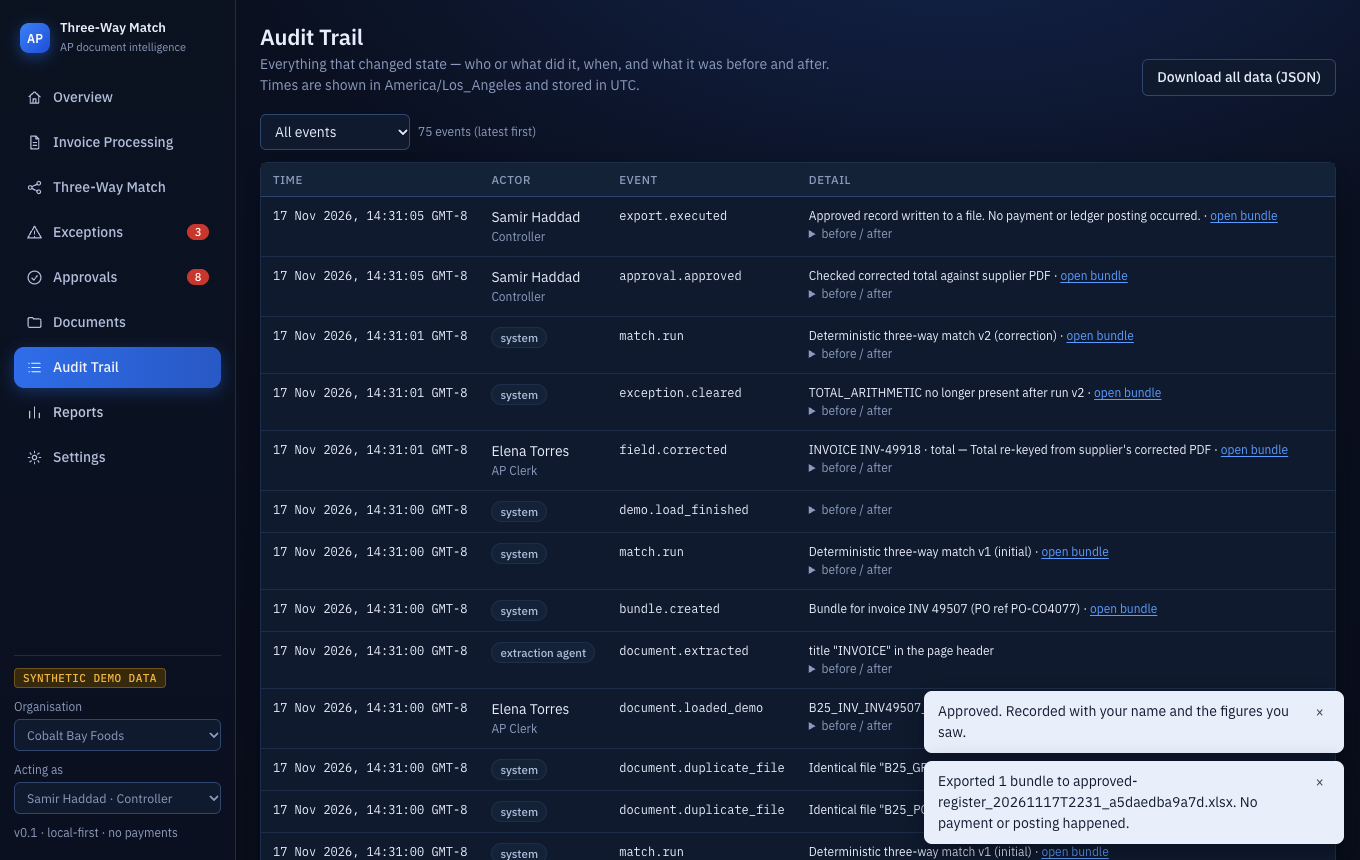 AP
Three-Way Match
AP document intelligence
Overview
Invoice Processing
Three-Way Match
Exceptions 3
Approvals 8
Documents
Audit Trail
Reports
Settings
SYNTHETIC DEMO DATA
Organisation
Cobalt Bay Foods
Acting as
Samir Haddad · Controller
v0.1 · local-first · no payments
Audit Trail
Everything that changed state — who or what did it, when, and what it was before and after.
Times are shown in America/Los_Angeles and stored in UTC.
Download all data (JSON)
All events 75 events (latest first)
TIME ACTOR EVENT DETAIL
17 Nov 2026, 14:31:05 GMT-8 Samir Haddad export.executed Approved record written to a file. No payment or ledger posting occurred. · open bundle
Controller ▶ before / after
17 Nov 2026, 14:31:05 GMT-8 Samir Haddad approval.approved Checked corrected total against supplier PDF · open bundle
Controller ▶ before / after
17 Nov 2026, 14:31:01 GMT-8 system match.run Deterministic three-way match v2 (correction) · open bundle
▶ before / after
17 Nov 2026, 14:31:01 GMT-8 system exception.cleared TOTAL_ARITHMETIC no longer present after run v2 · open bundle
▶ before / after
17 Nov 2026, 14:31:01 GMT-8 Elena Torres field.corrected INVOICE INV-49918 · total — Total re-keyed from supplier's corrected PDF · open bundle
AP Clerk ▶ before / after
17 Nov 2026, 14:31:00 GMT-8 system demo.load_finished ▶ before / after
17 Nov 2026, 14:31:00 GMT-8 system match.run Deterministic three-way match v1 (initial) · open bundle
▶ before / after
17 Nov 2026, 14:31:00 GMT-8 system bundle.created Bundle for invoice INV 49507 (PO ref PO-CO4077) · open bundle
17 Nov 2026, 14:31:00 GMT-8 extraction agent document.extracted title "INVOICE" in the page header
▶ before / after
17 Nov 2026, 14:31:00 GMT-8 Elena Torres document.loaded_demo B25_INV_INV49507_
AP Clerk ▶ before / after
17 Nov 2026, 14:31:00 GMT-8 system document.duplicate_file Identical file "B25_
17 Nov 2026, 14:31:00 GMT-8 system document.duplicate_file Identical file "B25_
17 Nov 2026, 14:31:00 GMT-8 system match.run Deterministic three-way match v1 (initial) · open bundle
Approved. Recorded with your name and the figures you ×
saw.
Exported 1 bundle to approved- ×
register_20261117T2231_a5daedba9a7d.xlsx. No
payment or posting happened.